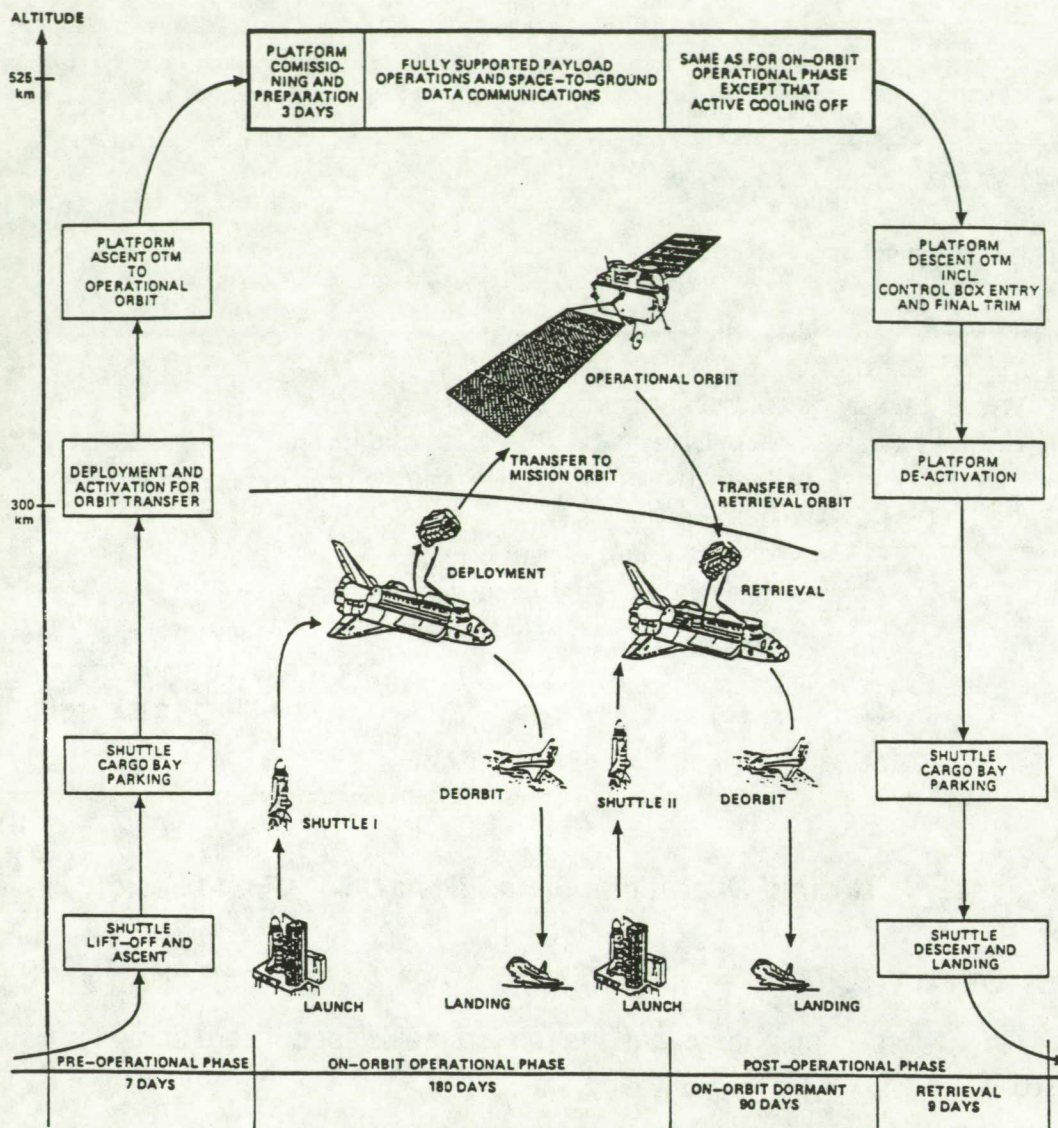 ALTITUDE
525
km
300
km
PLATFORM
COMISSIO-
NING AND
PREPARATION
3 DAYS
FULLY SUPPORTED PAYLOAD
OPERATIONS AND SPACE-TO-GROUND
DATA COMMUNICATIONS
SAME AS FOR ON-ORBIT
OPERATIONAL PHASE
EXCEPT THAT
ACTIVE COOLING OFF
PLATFORM
ASCENT OTM
TO
OPERATIONAL
ORBIT
PLATFORM
DESCENT OTM
INCL.
CONTROL BOX ENTRY
AND FINAL TRIM
OPERATIONAL ORBIT
DEPLOYMENT AND
ACTIVATION FOR
ORBIT TRANSFER
TRANSFER TO
MISSION ORBIT
TRANSFER TO
RETRIEVAL ORBIT
PLATFORM
DE-ACTIVATION
DEPLOYMENT
RETRIEVAL
SHUTTLE
CARGO BAY
PARKING
SHUTTLE I
DEORBIT
SHUTTLE II
DEORBIT
SHUTTLE
CARGO BAY
PARKING
SHUTTLE
LIFT-OFF AND
ASCENT
LAUNCH
LANDING
LAUNCH
LANDING
SHUTTLE
DESCENT AND
LANDING
PRE-OPERATIONAL PHASE
7 DAYS
ON-ORBIT OPERATIONAL PHASE
180 DAYS
POST-OPERATIONAL PHASE
ON-ORBIT DORMANT
90 DAYS
RETRIEVAL
9 DAYS